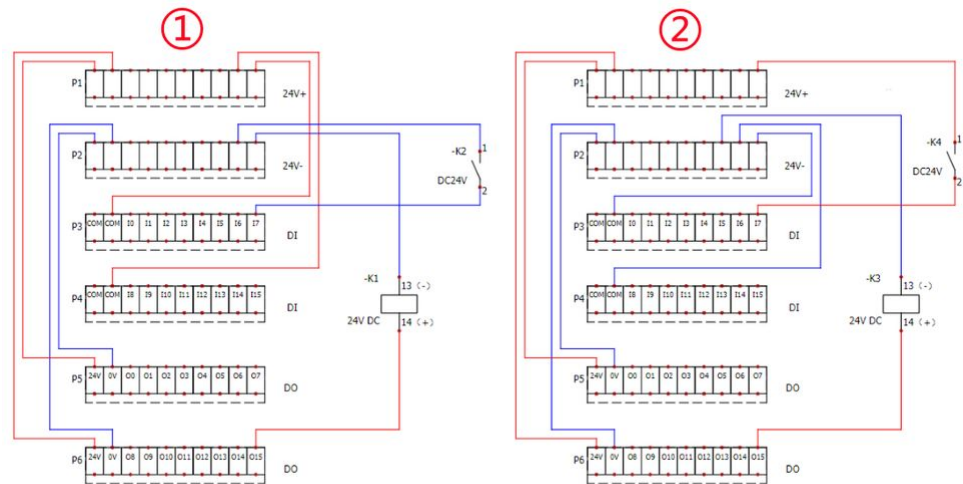 ① ②
P1 24V+ P1 24V+
P2 24V- P2 24V-
-K2 1 2 DC24V -K4 1 2 DC24V
P3 COM COM I0 I1 I2 I3 I4 I5 I6 I7 DI P3 COM COM I0 I1 I2 I3 I4 I5 I6 I7 DI
P4 COM COM I8 I9 I10 I11 I12 I13 I14 I15 DI P4 COM COM I8 I9 I10 I11 I12 I13 I14 I15 DI
-K1 13 (-) -K3 13 (-)
24V DC 14 (+) 24V DC 14 (+)
P5 24V 0V O0 O1 O2 O3 O4 O5 O6 O7 DO P5 24V 0V O0 O1 O2 O3 O4 O5 O6 O7 DO
P6 24V 0V O8 O9 O10 O11 O12 O13 O14 O15 DO P6 24V 0V O8 O9 O10 O11 O12 O13 O14 O15 DO